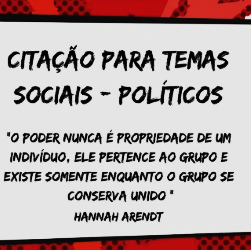 CITAÇÃO PARA TEMAS
SOCIAIS - POLÍTICOS
"O PODER NUNCA É PROPRIEDADE DE UM
INDIVÍDUO, ELE PERTENCE AO GRUPO E
EXISTE SOMENTE ENQUANTO O GRUPO SE
CONSERVA UNIDO "
HANNAH ARENDT